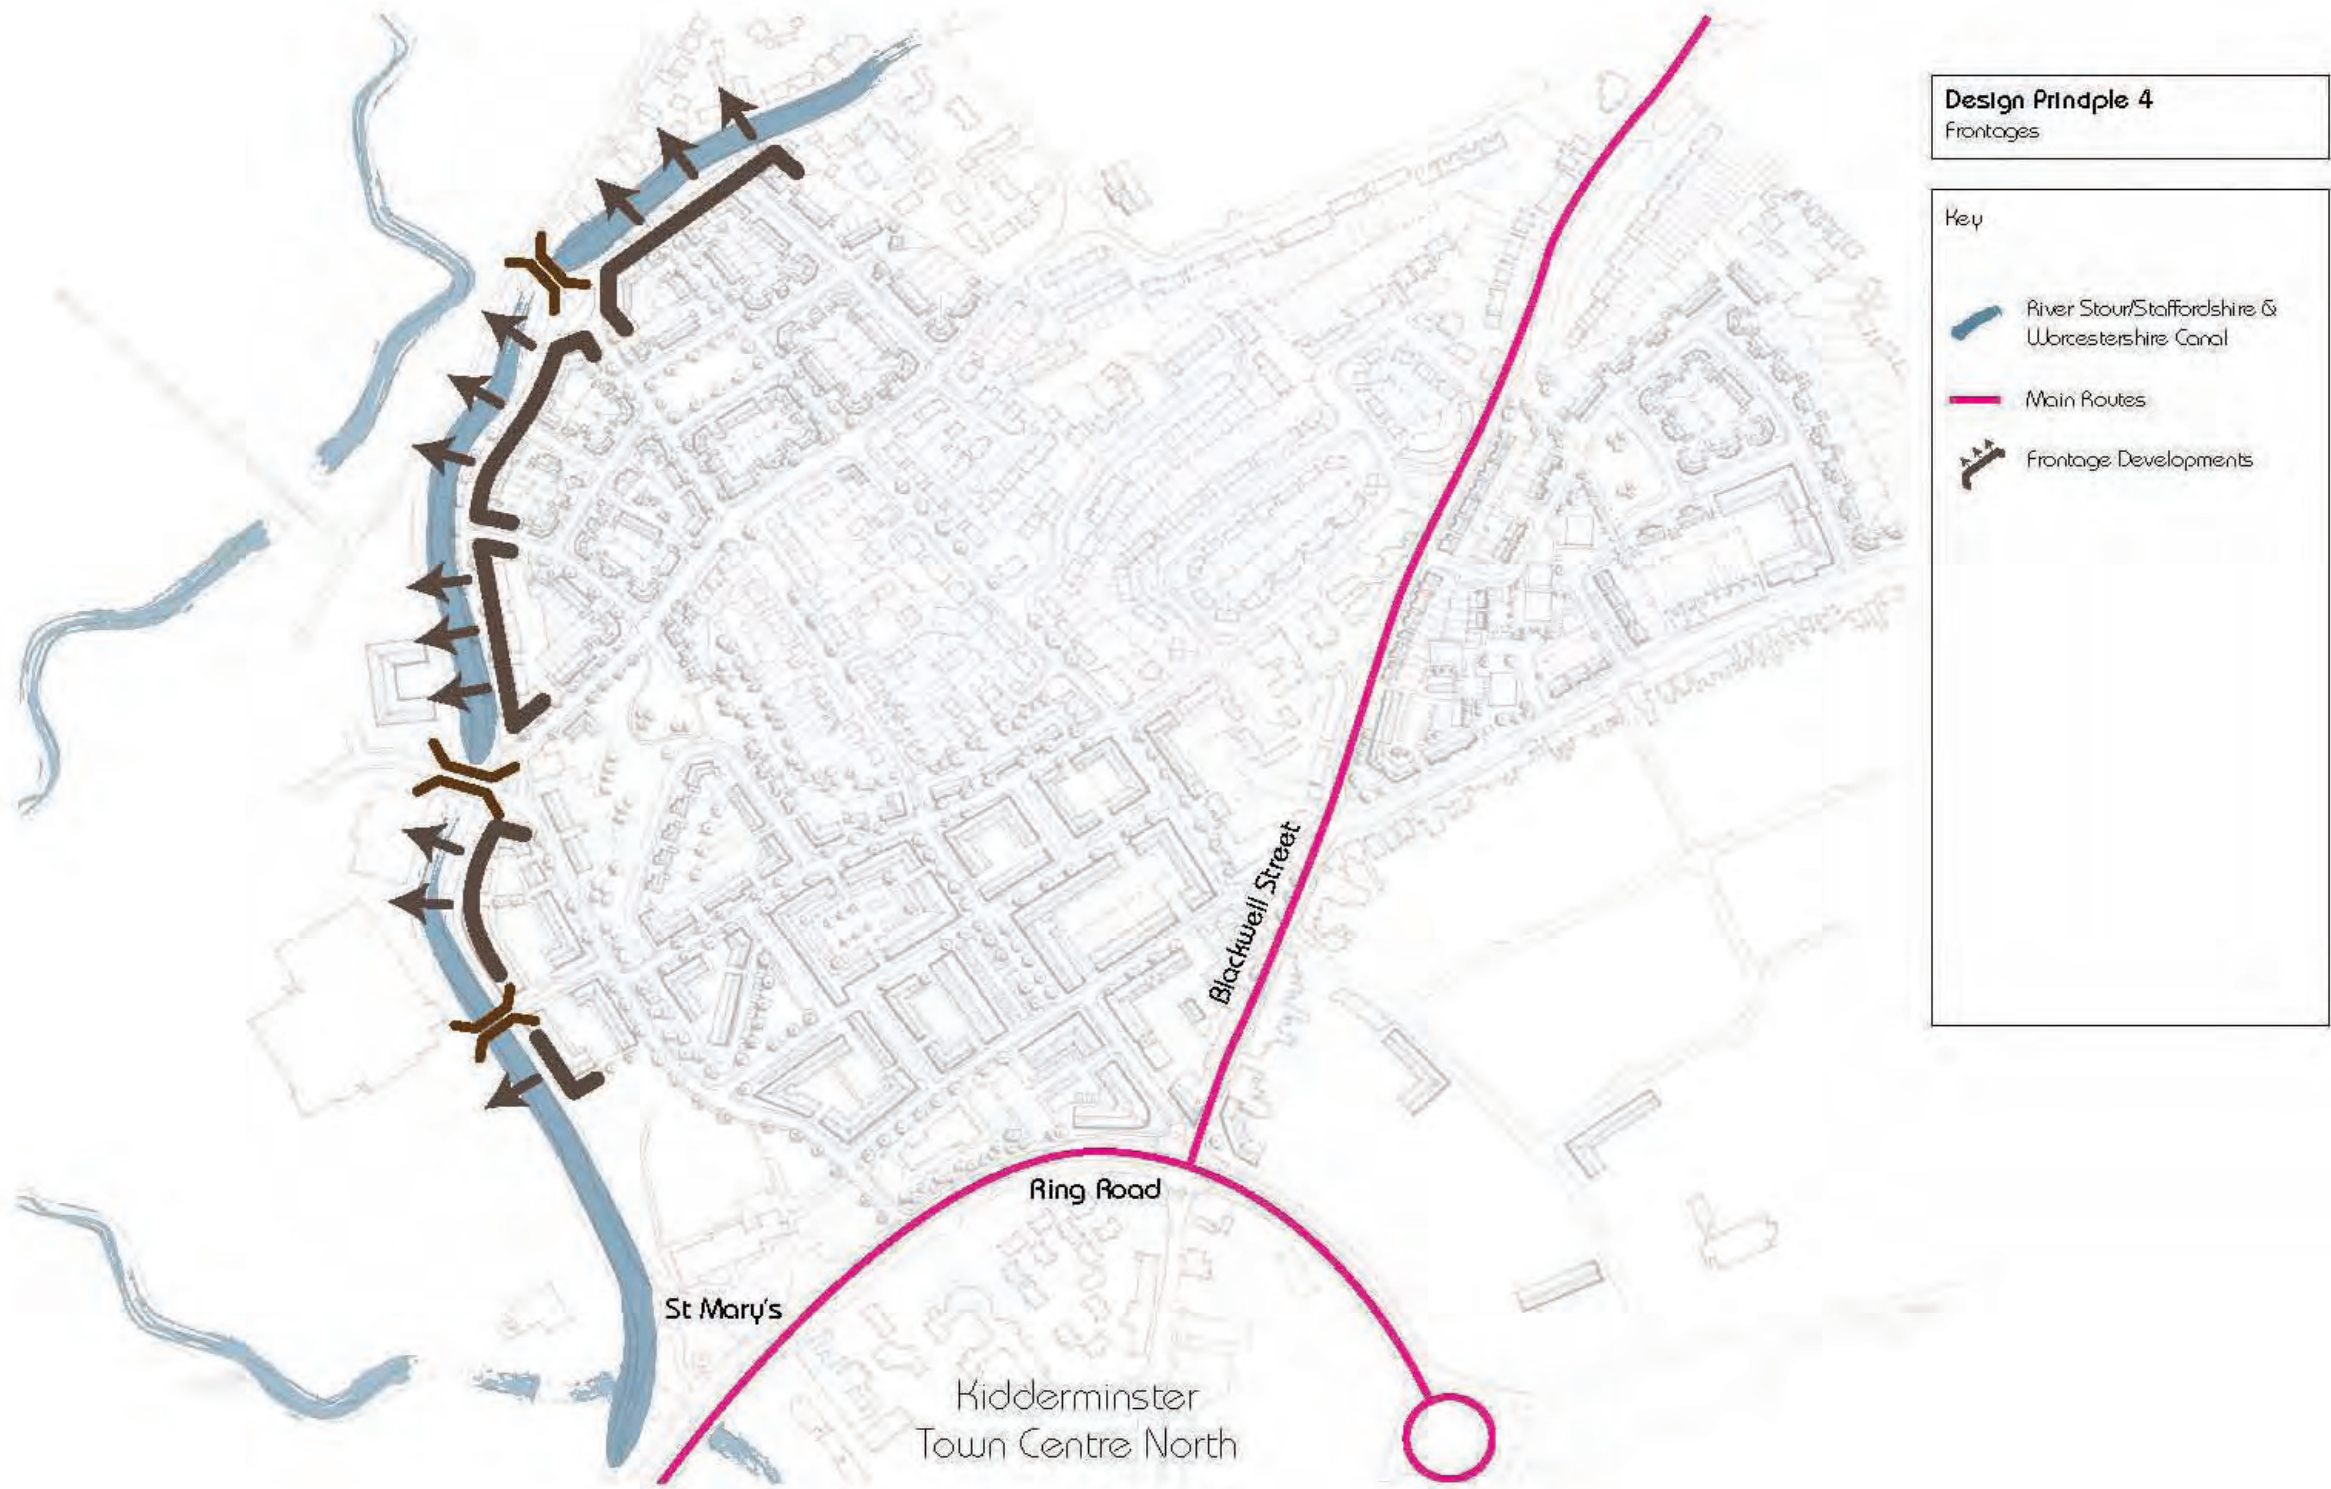 Design Principle 4
Frontages
Key
River Stour/Staffordshire &
Worcestershire Canal
Main Routes
Frontage Developments
Blackwell Street
Ring Road
St Mary's
Kidderminster
Town Centre North